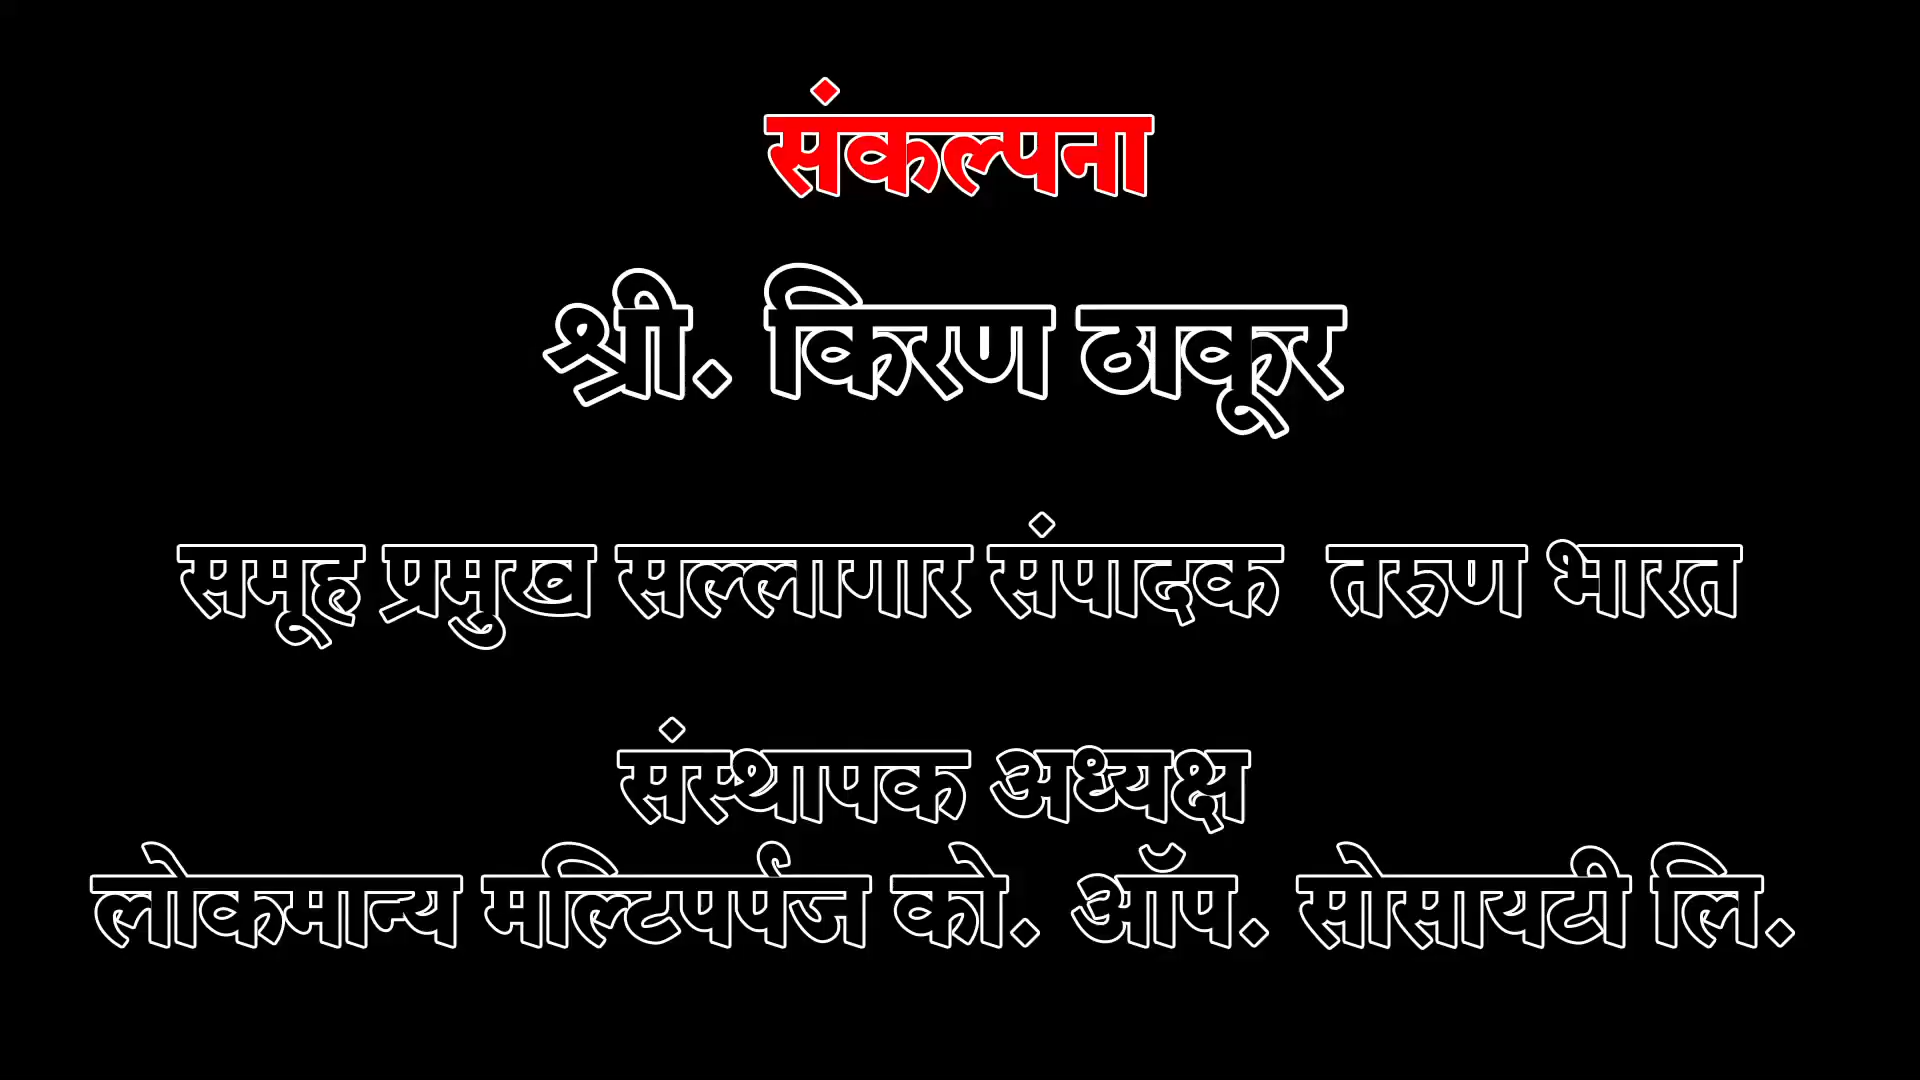 संकल्पना
श्री. किरण ठाकूर
समूह प्रमुख सल्लागार संपादक तरुण भारत
संस्थापक अध्यक्ष
लोकमान्य मल्टिपर्पज को. ऑप. सोसायटी लि.